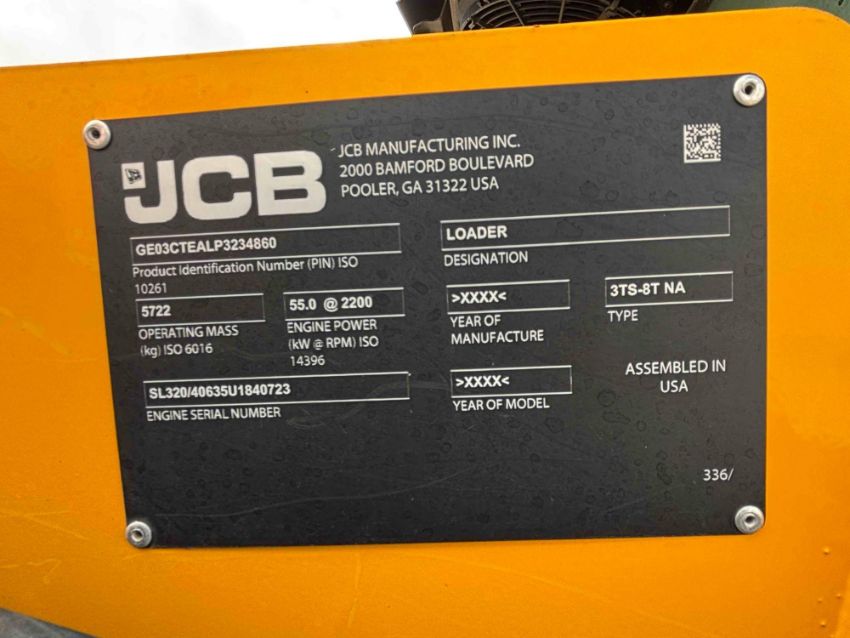 JCB
JCB MANUFACTURING INC.
2000 BAMFORD BOULEVARD
POOLER, GA 31322 USA
GE03CTEALP3234860
Product Identification Number (PIN) ISO
10261
LOADER
DESIGNATION
5722
OPERATING MASS
(kg) ISO 6016
55.0 @ 2200
ENGINE POWER
(kW @ RPM) ISO
14396
>XXXX<
YEAR OF
MANUFACTURE
3TS-8T NA
TYPE
SL320/40635U1840723
ENGINE SERIAL NUMBER
>XXXX<
YEAR OF MODEL
ASSEMBLED IN
USA
336/